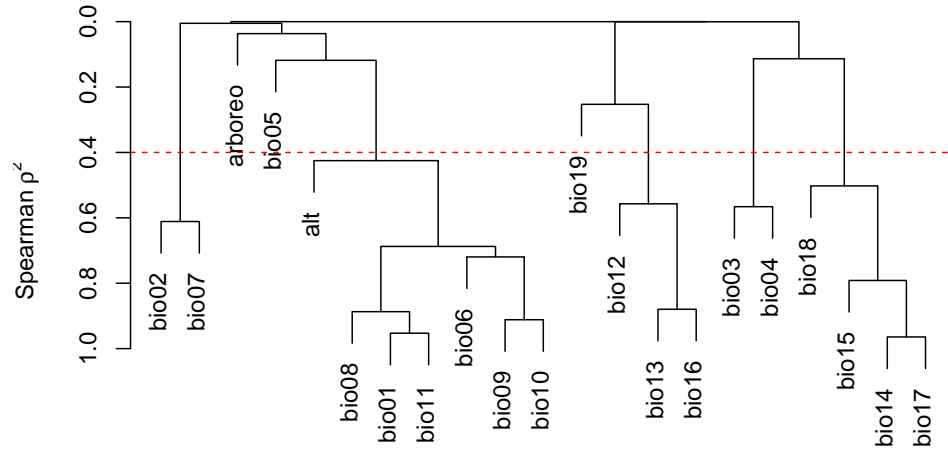 0.0
0.2
0.4
0.6
0.8
1.0
Spearman ρ²
bio02
bio07
arboreo
bio05
alt
bio08
bio01
bio11
bio06
bio09
bio10
bio19
bio12
bio13
bio16
bio03
bio04
bio18
bio15
bio14
bio17